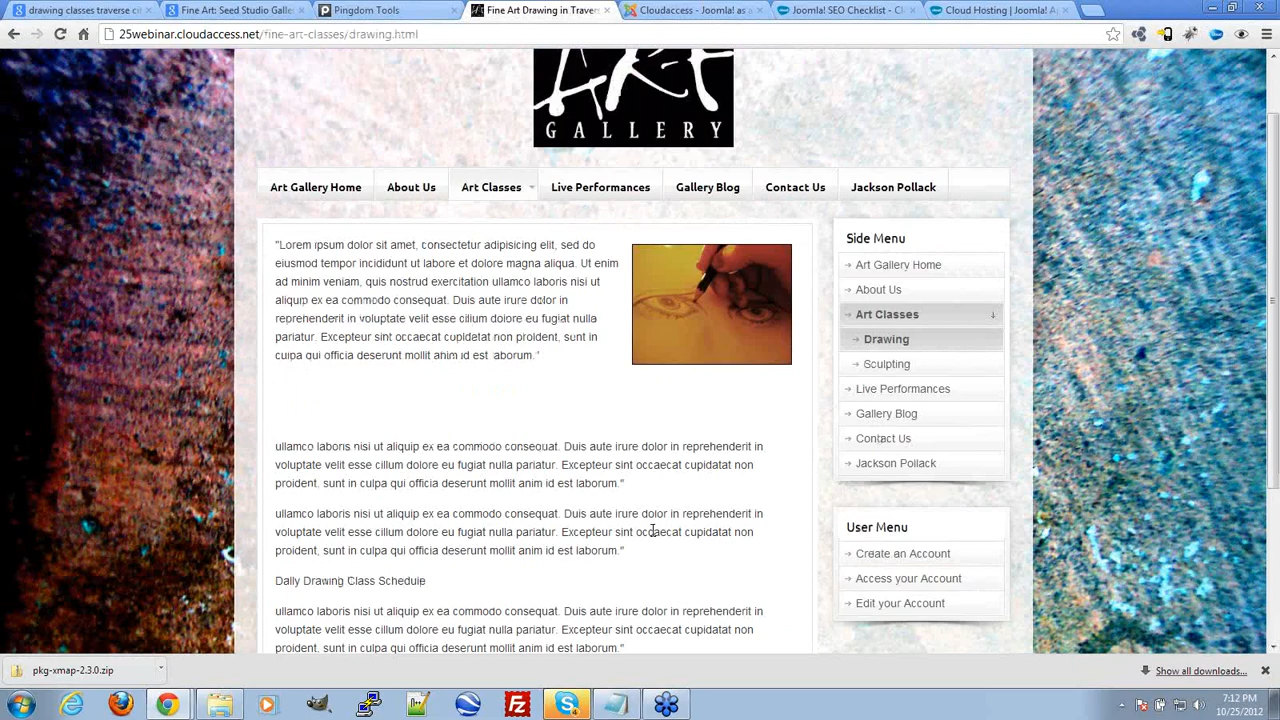 drawing classes traverse ci
Fine Art: Seed Studio Galler
Pingdom Tools
Fine Art Drawing in Travers
Cloudaccess - Joomla! as a
Joomla! SEO Checklist - Cl
Cloud Hosting | Joomla! Ap
25webinar.cloudaccess.net/fine-art-classes/drawing.html
ART
GALLERY
Art Gallery Home
About Us
Art Classes
Live Performances
Gallery Blog
Contact Us
Jackson Pollack
"Lorem ipsum dolor sit amet, consectetur adipisicing elit, sed do
eiusmod tempor incididunt ut labore et dolore magna aliqua. Ut enim
ad minim veniam, quis nostrud exercitation ullamco laboris nisi ut
aliquip ex ea commodo consequat. Duis aute irure dolor in
reprehenderit in voluptate velit esse cillum dolore eu fugiat nulla
pariatur. Excepteur sint occaecat cupidatat non proident, sunt in
culpa qui officia deserunt mollit anim id est laborum."
ullamco laboris nisi ut aliquip ex ea commodo consequat. Duis aute irure dolor in reprehenderit in
voluptate velit esse cillum dolore eu fugiat nulla pariatur. Excepteur sint occaecat cupidatat non
proident, sunt in culpa qui officia deserunt mollit anim id est laborum."
ullamco laboris nisi ut aliquip ex ea commodo consequat. Duis aute irure dolor in reprehenderit in
voluptate velit esse cillum dolore eu fugiat nulla pariatur. Excepteur sint occaecat cupidatat non
proident, sunt in culpa qui officia deserunt mollit anim id est laborum."
Daily Drawing Class Schedule
ullamco laboris nisi ut aliquip ex ea commodo consequat. Duis aute irure dolor in reprehenderit in
voluptate velit esse cillum dolore eu fugiat nulla pariatur. Excepteur sint occaecat cupidatat non
proident, sunt in culpa qui officia deserunt mollit anim id est laborum."
Side Menu
Art Gallery Home
About Us
Art Classes
Drawing
Sculpting
Live Performances
Gallery Blog
Contact Us
Jackson Pollack
User Menu
Create an Account
Access your Account
Edit your Account
pkg-xmap-2.3.0.zip
Show all downloads...
7:12 PM
10/25/2012